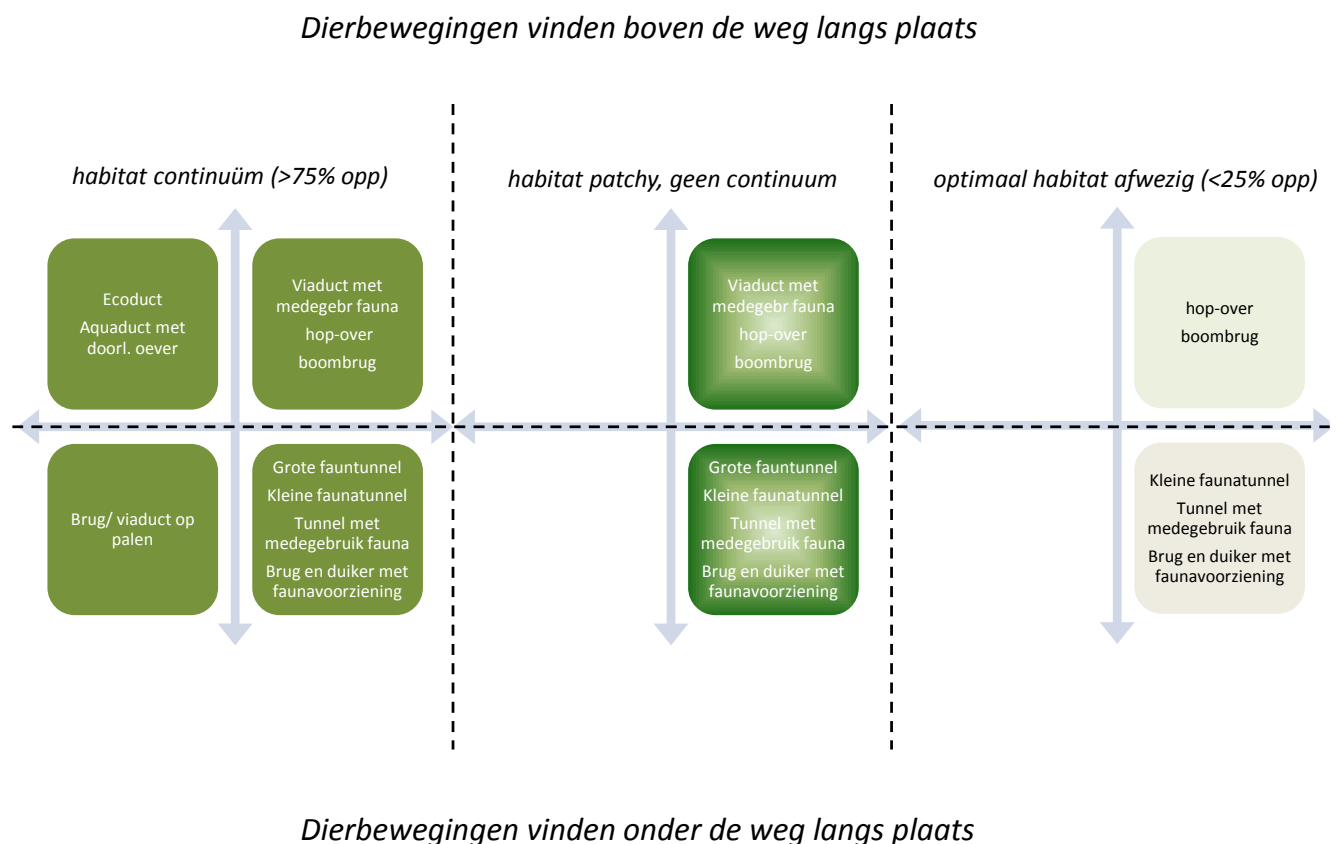 Dierbewegingen vinden boven de weg langs plaats
habitat continuüm (>75% opp)
habitat patchy, geen continuum
optimaal habitat afwezig (<25% opp)
Ecoduct
Aquaduct met
doorl. oever
Viaduct met
medegebr fauna
hop-over
boombrug
Viaduct met
medegebr fauna
hop-over
boombrug
hop-over
boombrug
Brug/ viaduct op
palen
Grote fauntunnel
Kleine faunatunnel
Tunnel met
medegebruik fauna
Brug en duiker met
faunavoorziening
Grote fauntunnel
Kleine faunatunnel
Tunnel met
medegebruik fauna
Brug en duiker met
faunavoorziening
Kleine faunatunnel
Tunnel met
medegebruik fauna
Brug en duiker met
faunavoorziening
Dierbewegingen vinden onder de weg langs plaats